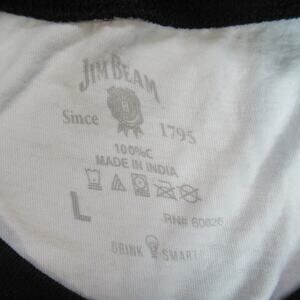 JIM BEAM
Since B 1795
100%C
MADE IN INDIA
L
RN# 60626
DRINK SMART